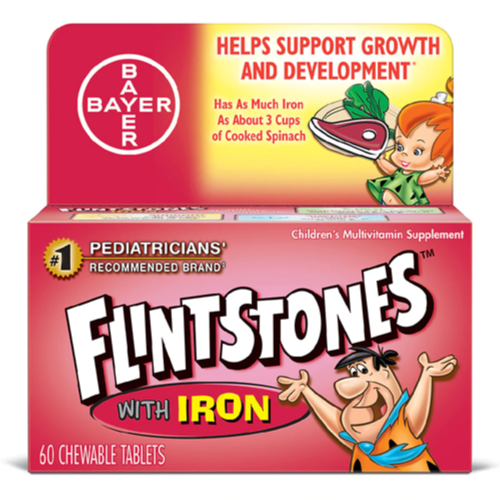 BAYER
BAYER
HELPS SUPPORT GROWTH
AND DEVELOPMENT*
Has As Much Iron
As About 3 Cups
of Cooked Spinach
Children's Multivitamin Supplement
#1 PEDIATRICIANS'
RECOMMENDED BRAND
FLINTSTONES™
WITH IRON
60 CHEWABLE TABLETS